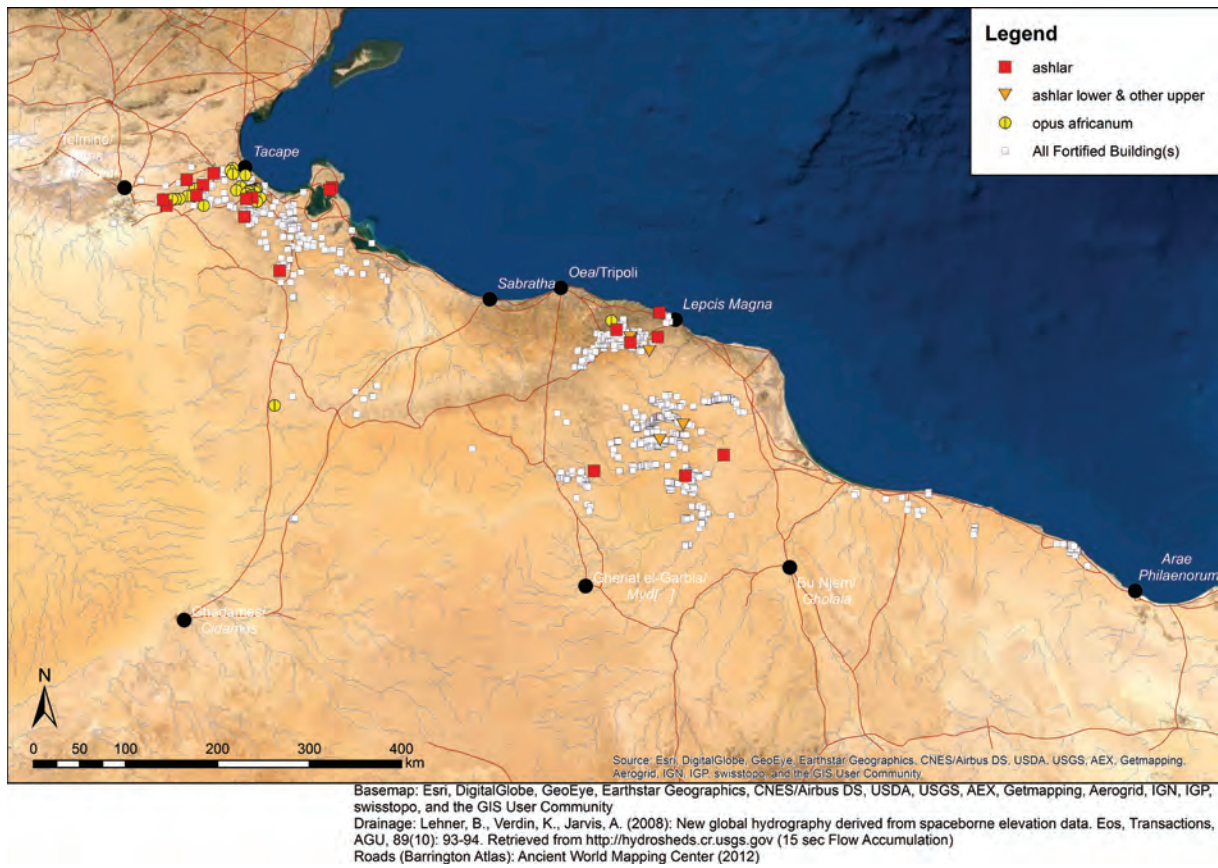 Legend
ashlar
ashlar lower & other upper
opus africanum
All Fortified Building(s)
Telmine/
Tacape
Sabratha
Oea/Tripoli
Lepcis Magna
Arae
Philaenorum
Gheriat el-Garbia/
Myd[ ]
Bu Njem/
Gholaia
Ghadames/
Cidamus
N
0 50 100 200 300 400
km
Source: Esri, DigitalGlobe, GeoEye, Earthstar Geographics, CNES/Airbus DS, USDA, USGS, AEX, Getmapping,
Aerogrid, IGN, IGP, swisstopo, and the GIS User Community
Basemap: Esri, DigitalGlobe, GeoEye, Earthstar Geographics, CNES/Airbus DS, USDA, USGS, AEX, Getmapping, Aerogrid, IGN, IGP,
swisstopo, and the GIS User Community
Drainage: Lehner, B., Verdin, K., Jarvis, A. (2008): New global hydrography derived from spaceborne elevation data. Eos, Transactions,
AGU, 89(10): 93-94. Retrieved from http://hydrosheds.cr.usgs.gov (15 sec Flow Accumulation)
Roads (Barrington Atlas): Ancient World Mapping Center (2012)